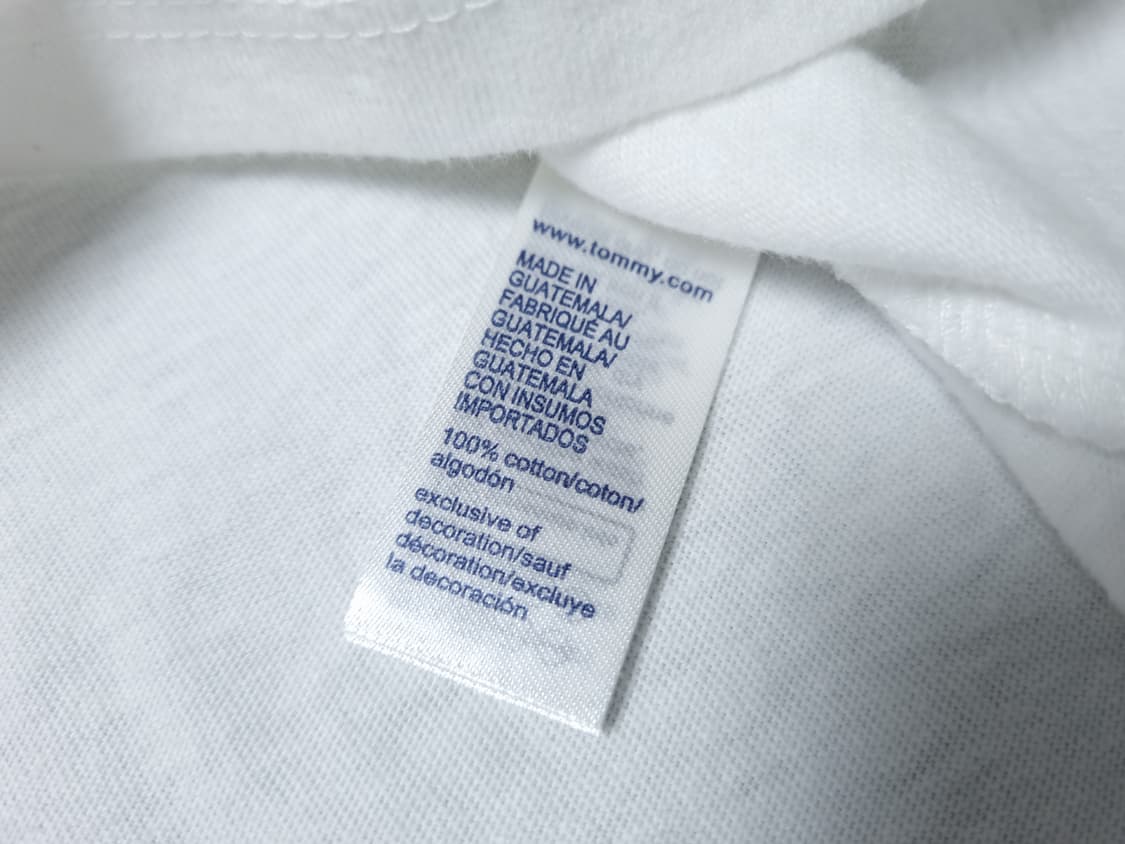 www.tommy.com
MADE IN
GUATEMALA/
FABRIQUÉ AU
GUATEMALA/
HECHO EN
GUATEMALA
CON INSUMOS
IMPORTADOS
100% cotton/coton/
algodón
exclusive of
decoration/sauf
décoration/excluye
la decoración